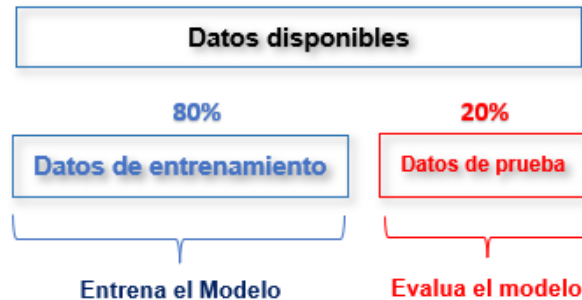 Datos disponibles
80%
20%
Datos de entrenamiento
Datos de prueba
Entrena el Modelo
Evalua el modelo